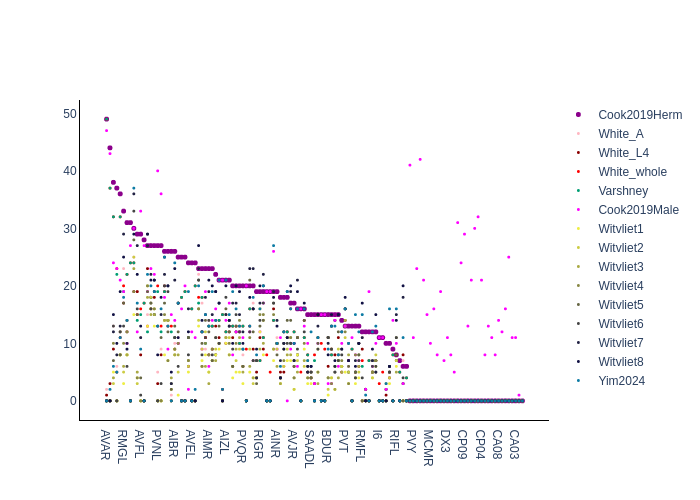 50
40
30
20
10
0
AVAR
RMGL
AVFL
PVNL
AIBR
AVEL
AIMR
AIZL
PVQR
RIGR
AINR
AVJR
SAADL
BDUR
PVT
RMFL
I6
RIFL
PVY
MCMR
DX3
CP09
CP04
CA08
CA03
Cook2019Herm
White_A
White_L4
White_whole
Varshney
Cook2019Male
Witvliet1
Witvliet2
Witvliet3
Witvliet4
Witvliet5
Witvliet6
Witvliet7
Witvliet8
Yim2024